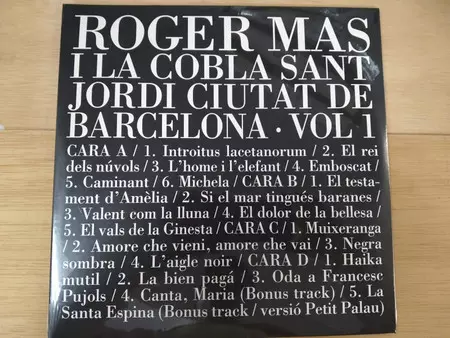 ROGER MAS
I LA COBLA SANT
JORDI CIUTAT DE
BARCELONA · VOL 1
CARA A / 1. Introitus lacetanorum / 2. El rei
dels núvols / 3. L'home i l'elefant / 4. Emboscat /
5. Caminant / 6. Michela / CARA B / 1. El testa-
ment d'Amèlia / 2. Si el mar tingués baranes /
3. Valent com la lluna / 4. El dolor de la bellesa /
5. El vals de la Ginesta / CARA C / 1. Muixeranga
/ 2. Amore che vieni, amore che vai / 3. Negra
sombra / 4. L'aigle noir / CARA D / 1. Haika
mutil / 2. La bien pagá / 3. Oda a Francesc
Pujols / 4. Canta, Maria (Bonus track) / 5. La
Santa Espina (Bonus track / versió Petit Palau)